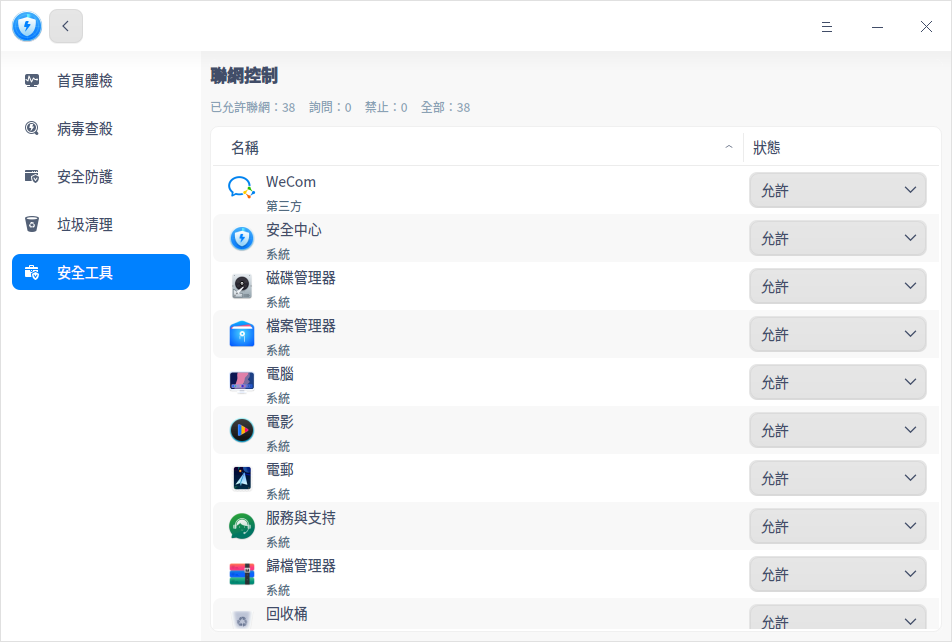 首頁體檢
病毒查殺
安全防護
垃圾清理
安全工具
聯網控制
已允許聯網：38 詢問：0 禁止：0 全部：38
名稱 狀態
WeCom
第三方
允許
安全中心
系統
允許
磁碟管理器
系統
允許
檔案管理器
系統
允許
電腦
系統
允許
電影
系統
允許
電郵
系統
允許
服務與支持
系統
允許
歸檔管理器
系統
允許
回收桶
允許